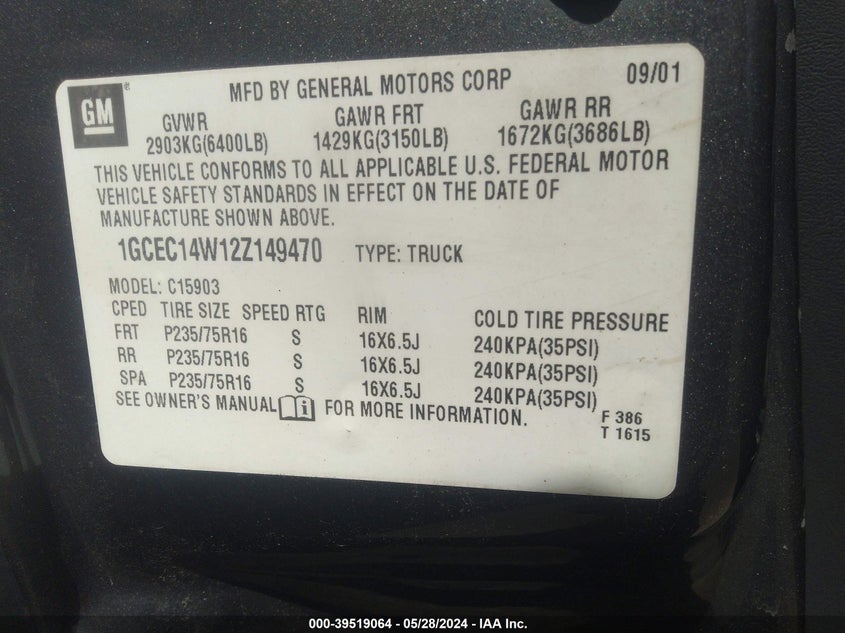 GM®
MFD BY GENERAL MOTORS CORP 09/01
GVWR GAWR FRT GAWR RR
2903KG(6400LB) 1429KG(3150LB) 1672KG(3686LB)
THIS VEHICLE CONFORMS TO ALL APPLICABLE U.S. FEDERAL MOTOR
VEHICLE SAFETY STANDARDS IN EFFECT ON THE DATE OF
MANUFACTURE SHOWN ABOVE.
1GCEC14W12Z149470 TYPE: TRUCK
MODEL: C15903
CPED TIRE SIZE SPEED RTG RIM COLD TIRE PRESSURE
FRT P235/75R16 S 16X6.5J 240KPA(35PSI)
RR P235/75R16 S 16X6.5J 240KPA(35PSI)
SPA P235/75R16 S 16X6.5J 240KPA(35PSI)
SEE OWNER'S MANUAL i FOR MORE INFORMATION.
F 386
T 1615
000-39519064 - 05/28/2024 - IAA Inc.